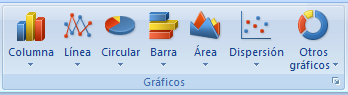 Columna Línea Circular Barra Área Dispersión Otros
gráficos
Gráficos